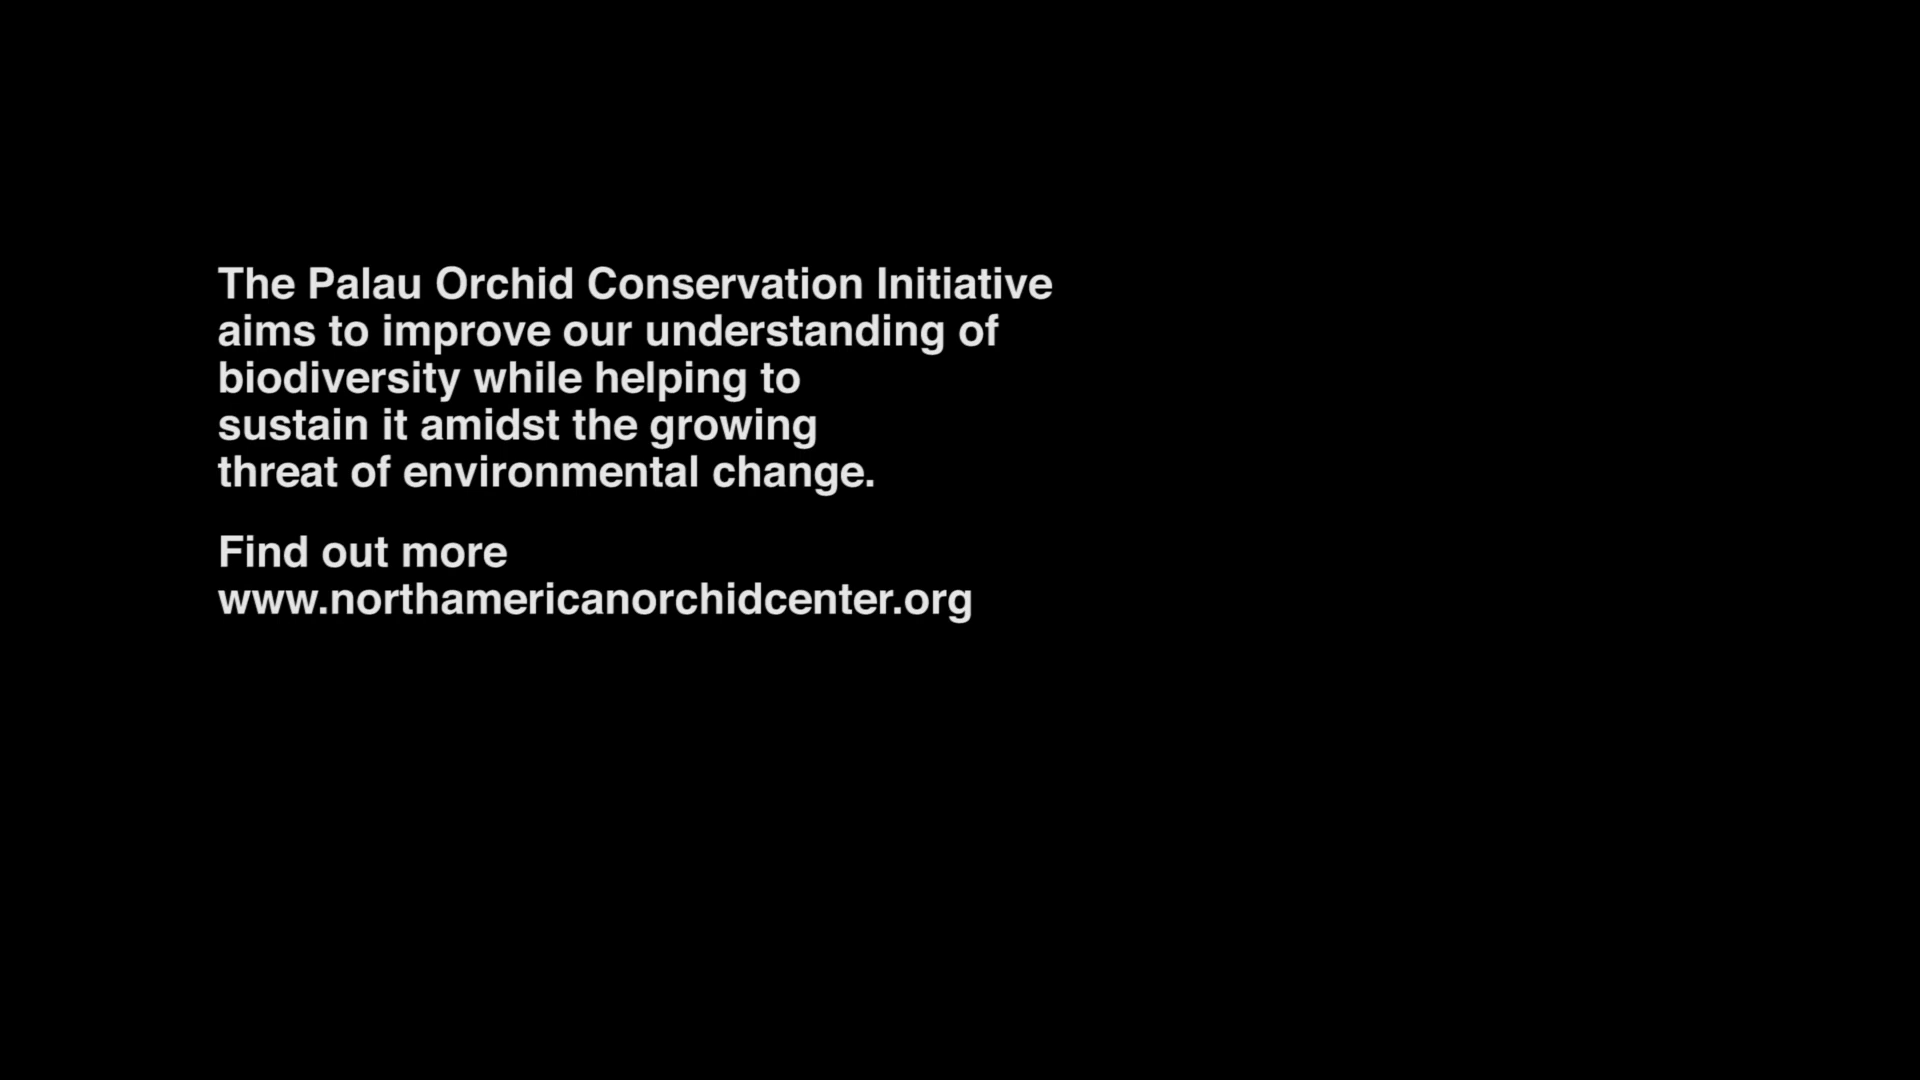 The Palau Orchid Conservation Initiative
aims to improve our understanding of
biodiversity while helping to
sustain it amidst the growing
threat of environmental change.
Find out more
www.northamericanorchidcenter.org